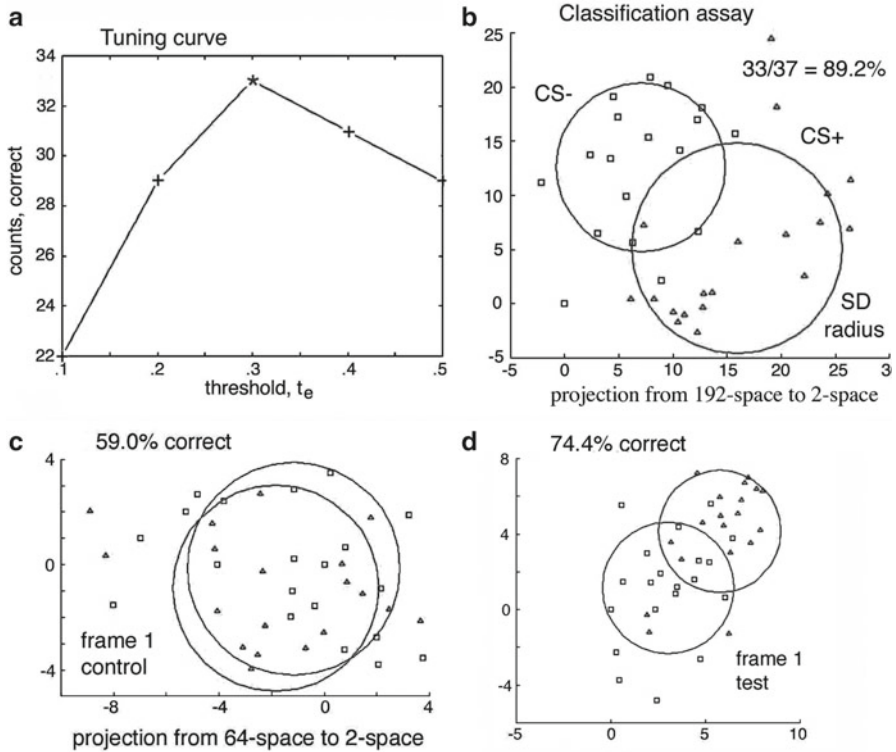 a
Tuning curve
counts, correct
34
32
30
28
26
24
22
.1
.2
.3
.4
.5
threshold, te
b
Classification assay
33/37 = 89.2%
CS-
CS+
SD
radius
25
20
15
10
5
0
-5
-5
0
5
10
15
20
25
30
projection from 192-space to 2-space
c
59.0% correct
4
2
0
-2
-4
frame 1
control
-8
-4
0
4
projection from 64-space to 2-space
d
74.4% correct
8
4
0
-4
frame 1
test
-5
0
5
10